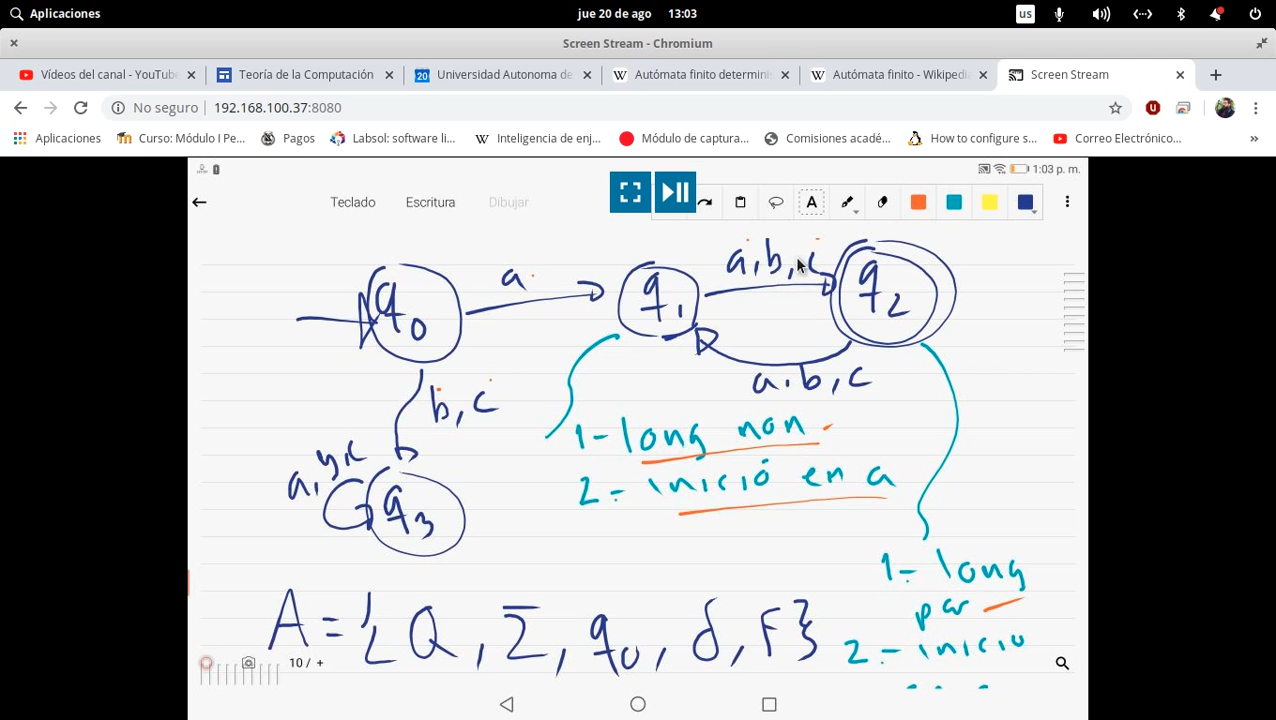 Aplicaciones
jue 20 de ago 13:03
us
Screen Stream - Chromium
Vídeos del canal - YouTube
Teoría de la Computación
20
Universidad Autonoma de
Autómata finito determini
Autómata finito - Wikipedi
Screen Stream
No seguro 192.168.100.37:8080
Aplicaciones
Curso: Módulo I Pe...
Pagos
Labsol: software li...
Inteligencia de enj...
Módulo de captura...
Comisiones acadé...
How to configure s...
Correo Electrónico...
1:03 p. m.
Teclado
Escritura
Dibujar
A
q0
a
q1
a,b,c
q2
a,b,c
b,c
1- long non
2- inició en a
a,
q3
1- long
par
2.- inicio
A = { Q, Σ, q0, δ, F }
10 / +